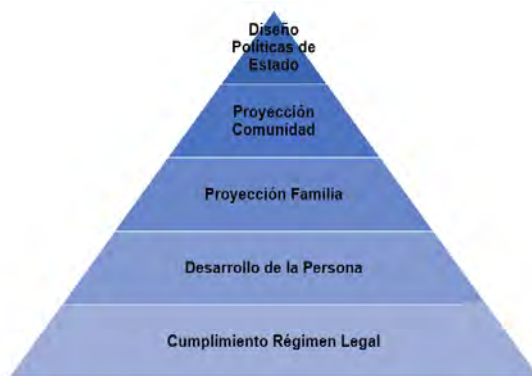 Diseño
Políticas de
Estado
Proyección
Comunidad
Proyección Familia
Desarrollo de la Persona
Cumplimiento Régimen Legal